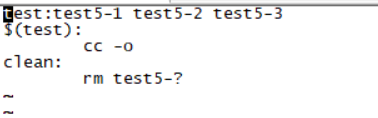 test:test5-1 test5-2 test5-3
$(test):
        cc -o
clean:
        rm test5-?
~
~